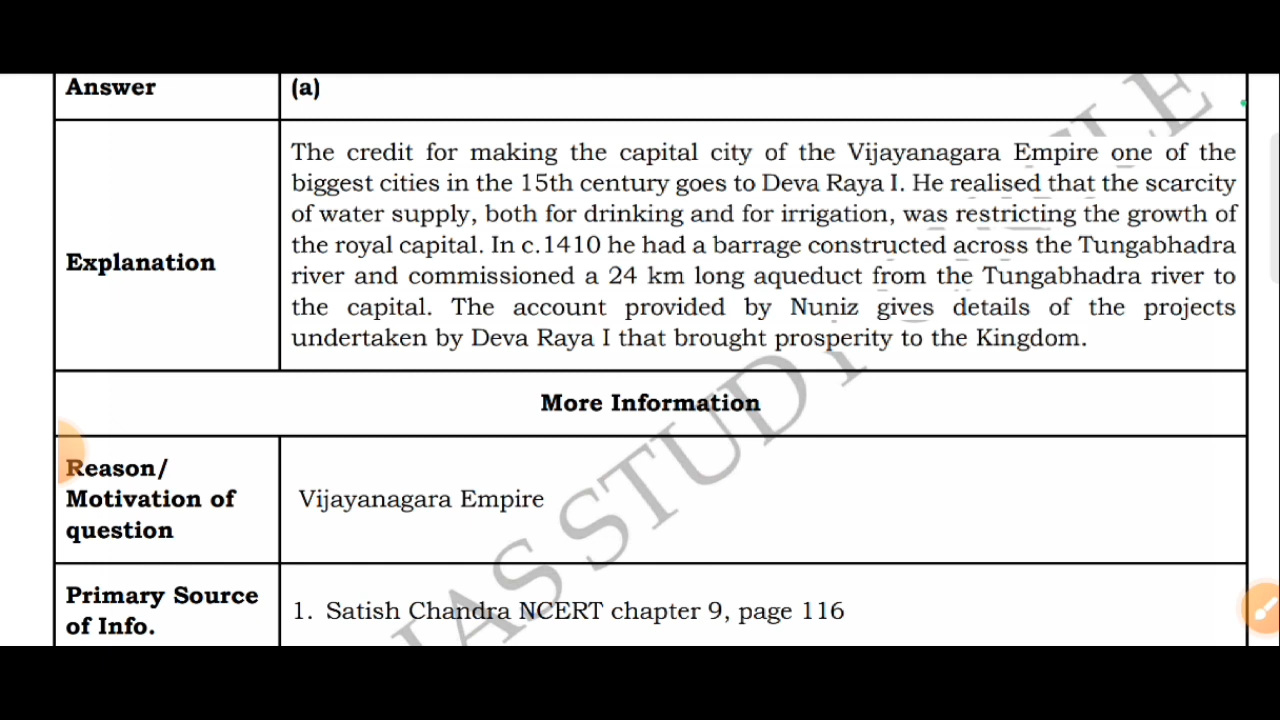 Answer
(a)
Explanation
The credit for making the capital city of the Vijayanagara Empire one of the
biggest cities in the 15th century goes to Deva Raya I. He realised that the scarcity
of water supply, both for drinking and for irrigation, was restricting the growth of
the royal capital. In c.1410 he had a barrage constructed across the Tungabhadra
river and commissioned a 24 km long aqueduct from the Tungabhadra river to
the capital. The account provided by Nuniz gives details of the projects
undertaken by Deva Raya I that brought prosperity to the Kingdom.
More Information
Reason/
Motivation of
question
Vijayanagara Empire
Primary Source
of Info.
1. Satish Chandra NCERT chapter 9, page 116
IAS STUDY